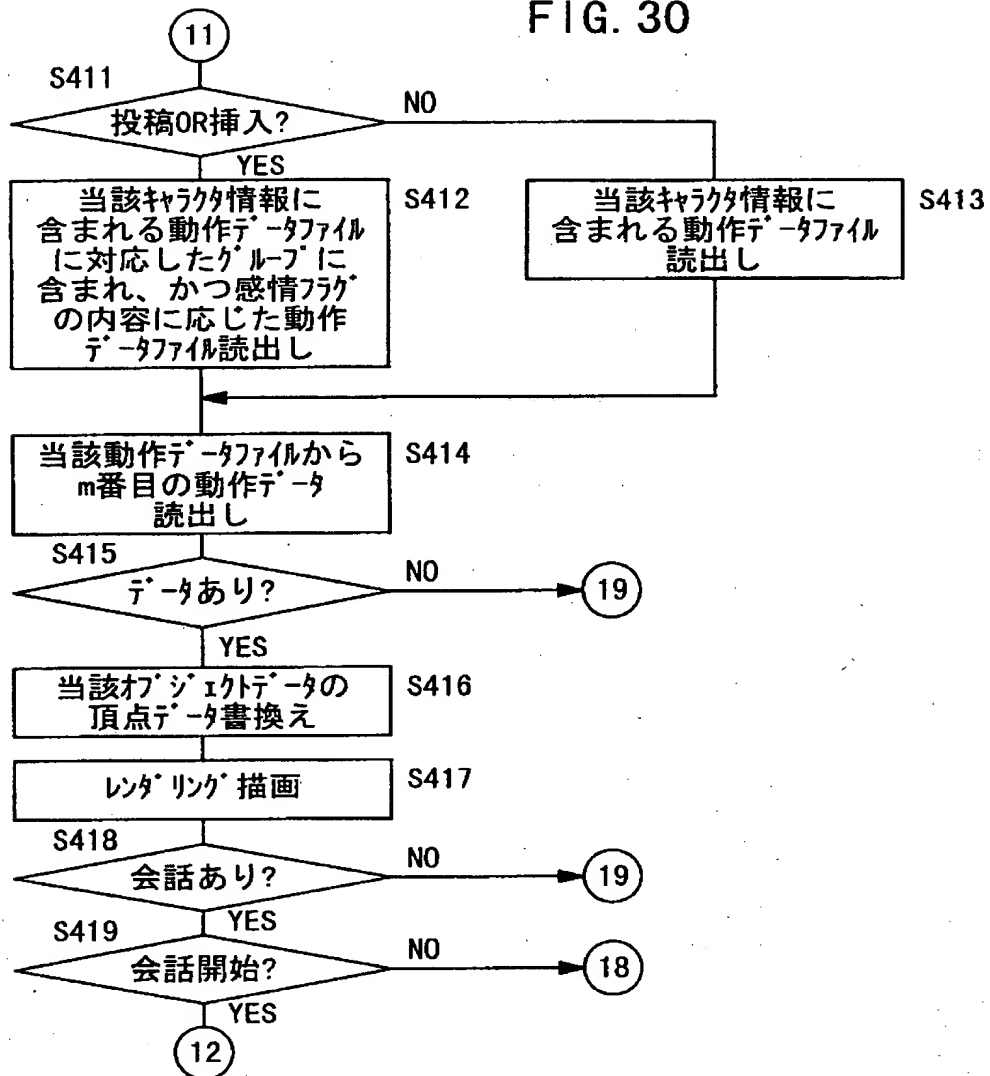 FIG. 30
11
S411
投稿OR挿入?
NO
YES
当該ｷｬﾗｸﾀ情報に
含まれる動作ﾃﾞｰﾀﾌｧｲﾙ
に対応したｸﾞﾙｰﾌﾟに
含まれ、かつ感情ﾌﾗｸﾞ
の内容に応じた動作
ﾃﾞｰﾀﾌｧｲﾙ読出し
S412
当該ｷｬﾗｸﾀ情報に
含まれる動作ﾃﾞｰﾀﾌｧｲﾙ
読出し
S413
当該動作ﾃﾞｰﾀﾌｧｲﾙから
m番目の動作ﾃﾞｰﾀ
読出し
S414
S415
ﾃﾞｰﾀあり?
NO
19
YES
当該ｵﾌﾞｼﾞｪｸﾄﾃﾞｰﾀの
頂点ﾃﾞｰﾀ書換え
S416
ﾚﾝﾀﾞﾘﾝｸﾞ描画
S417
S418
会話あり?
NO
19
YES
S419
会話開始?
NO
18
YES
12